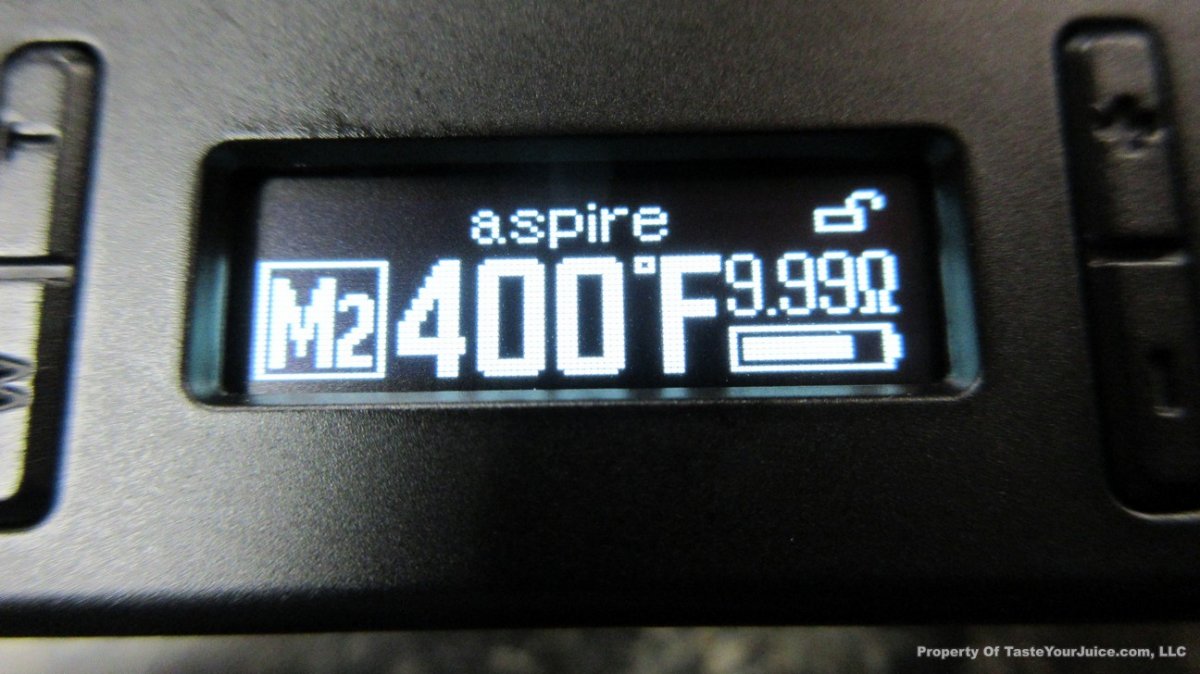 aspire
M2 400°F 9.99Ω
Property Of TasteYourJuice.com, LLC